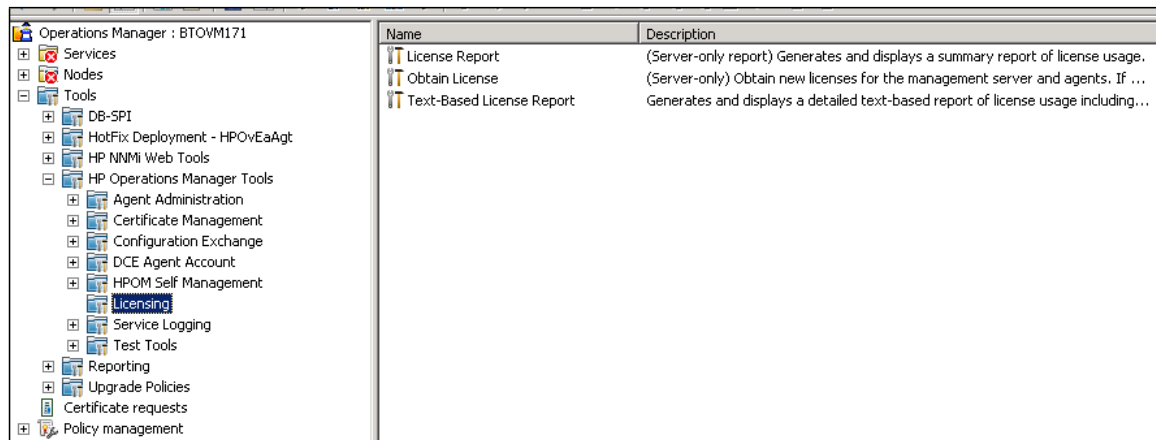 Operations Manager : BTOVM171
Services
Nodes
Tools
DB-SPI
HotFix Deployment - HPOvEaAgt
HP NNMi Web Tools
HP Operations Manager Tools
Agent Administration
Certificate Management
Configuration Exchange
DCE Agent Account
HPOM Self Management
Licensing
Service Logging
Test Tools
Reporting
Upgrade Policies
Certificate requests
Policy management
Name Description
License Report (Server-only report) Generates and displays a summary report of license usage.
Obtain License (Server-only) Obtain new licenses for the management server and agents. If ...
Text-Based License Report Generates and displays a detailed text-based report of license usage including...